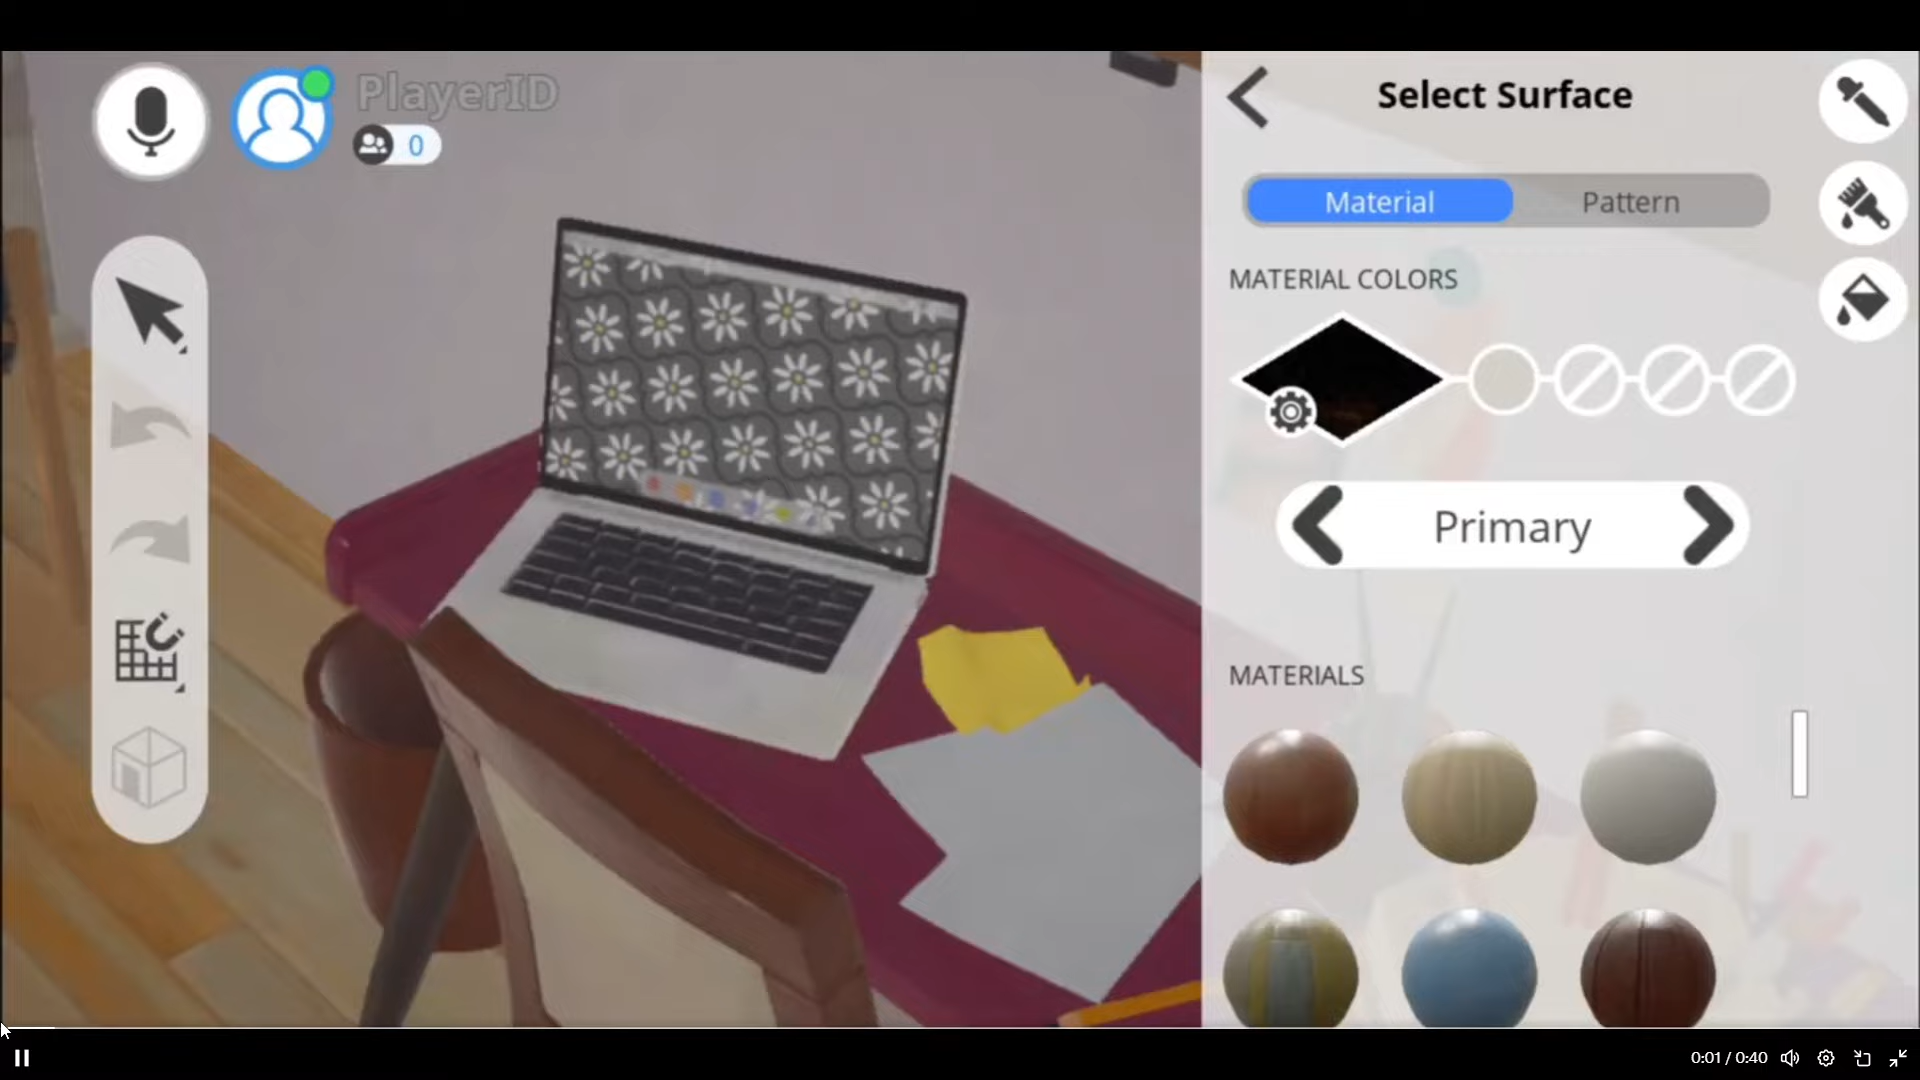 PlayerID
0
Select Surface
Material
Pattern
MATERIAL COLORS
Primary
MATERIALS
0:01 / 0:40